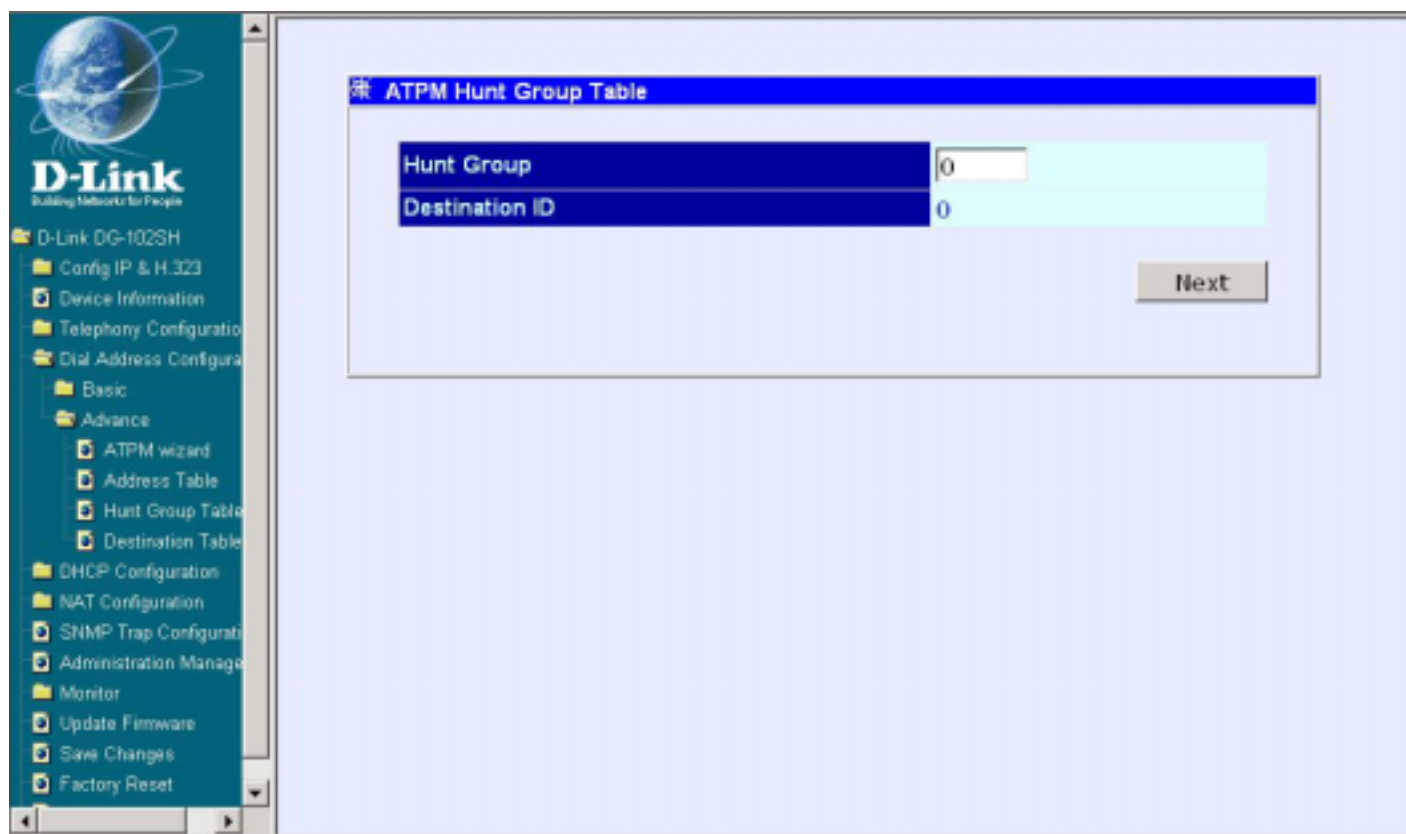 D-Link
Building Networks for People
D-Link DG-102SH
Config IP & H.323
Device Information
Telephony Configuratio
Dial Address Configura
Basic
Advance
ATPM wizard
Address Table
Hunt Group Table
Destination Table
DHCP Configuration
NAT Configuration
SNMP Trap Configurati
Administration Manage
Monitor
Update Firmware
Save Changes
Factory Reset
ATPM Hunt Group Table
Hunt Group 0
Destination ID 0
Next